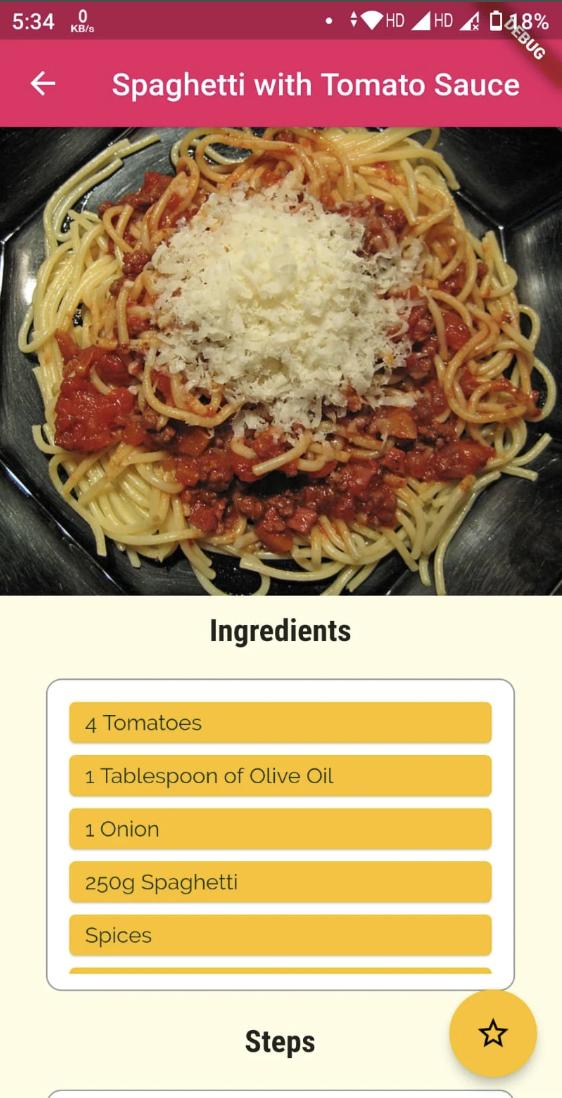 5:34
0
KB/s
HD
HD
18%
DEBUG
Spaghetti with Tomato Sauce
Ingredients
4 Tomatoes
1 Tablespoon of Olive Oil
1 Onion
250g Spaghetti
Spices
Steps